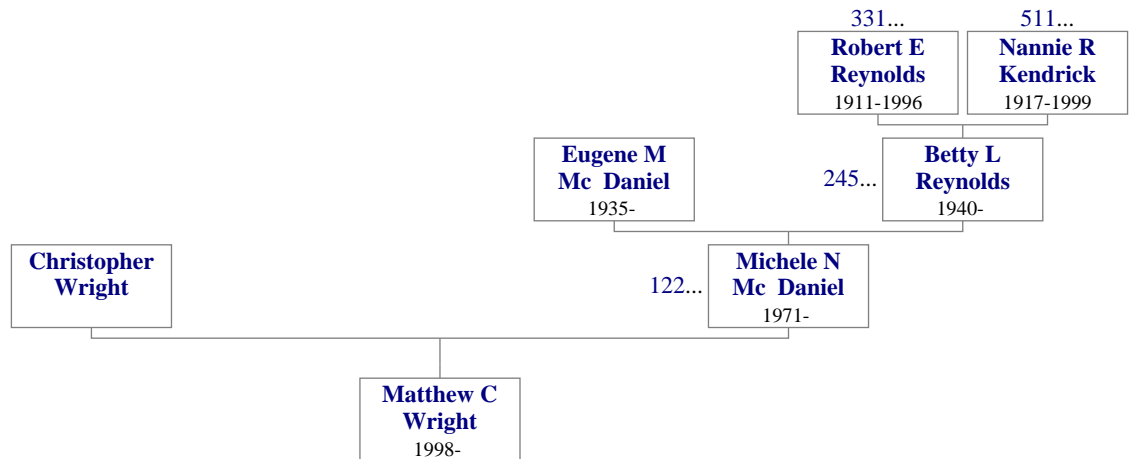 331...
511...
Robert E
Reynolds
1911-1996
Nannie R
Kendrick
1917-1999
Eugene M
Mc Daniel
1935-
245...
Betty L
Reynolds
1940-
Christopher
Wright
122...
Michele N
Mc Daniel
1971-
Matthew C
Wright
1998-